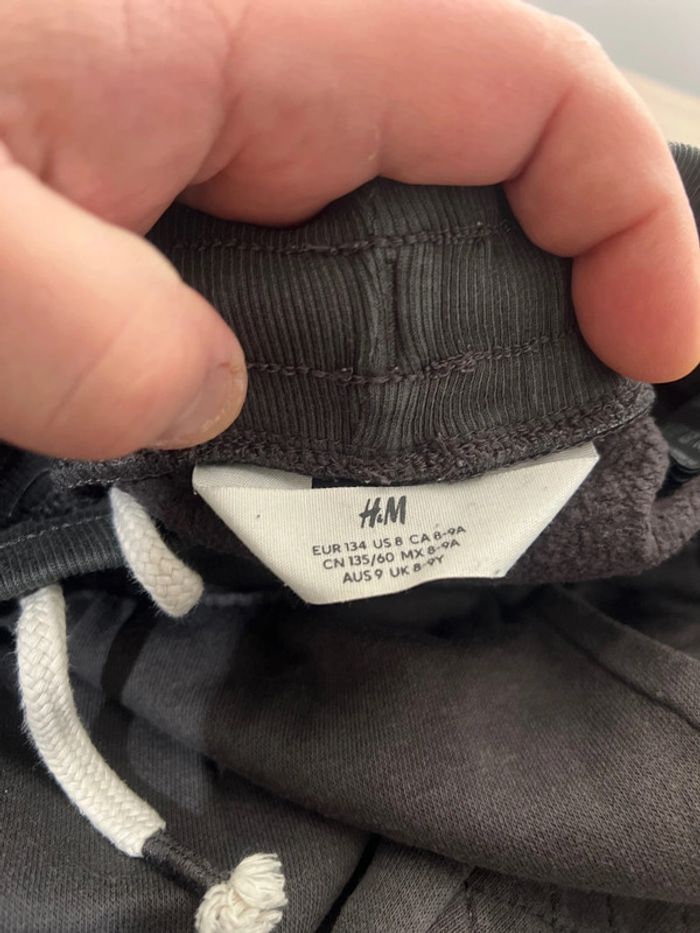 H&M
EUR 134 US 8 CA 8-9A
CN 135/60 MX 8-9A
AUS 9 UK 8-9Y